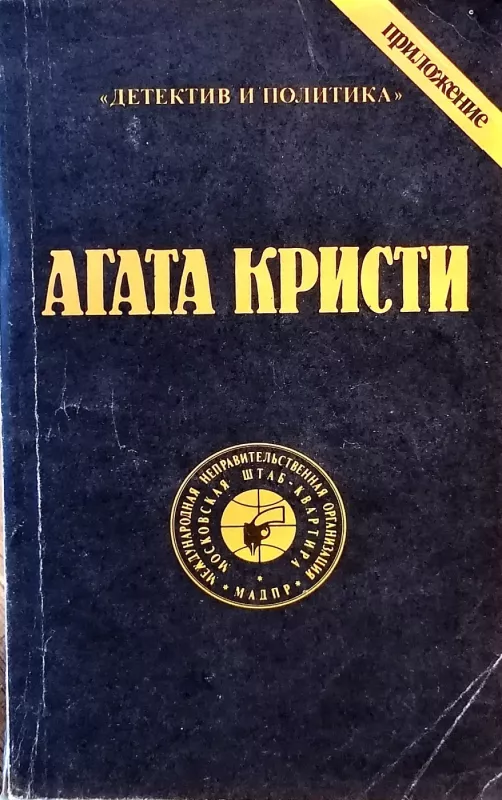 приложение
«ДЕТЕКТИВ И ПОЛИТИКА»
АГАТА КРИСТИ
МЕЖДУНАРОДНАЯ НЕПРАВИТЕЛЬСТВЕННАЯ ОРГАНИЗАЦИЯ
МОСКОВСКАЯ ШТАБ-КВАРТИРА
* МАДПР *